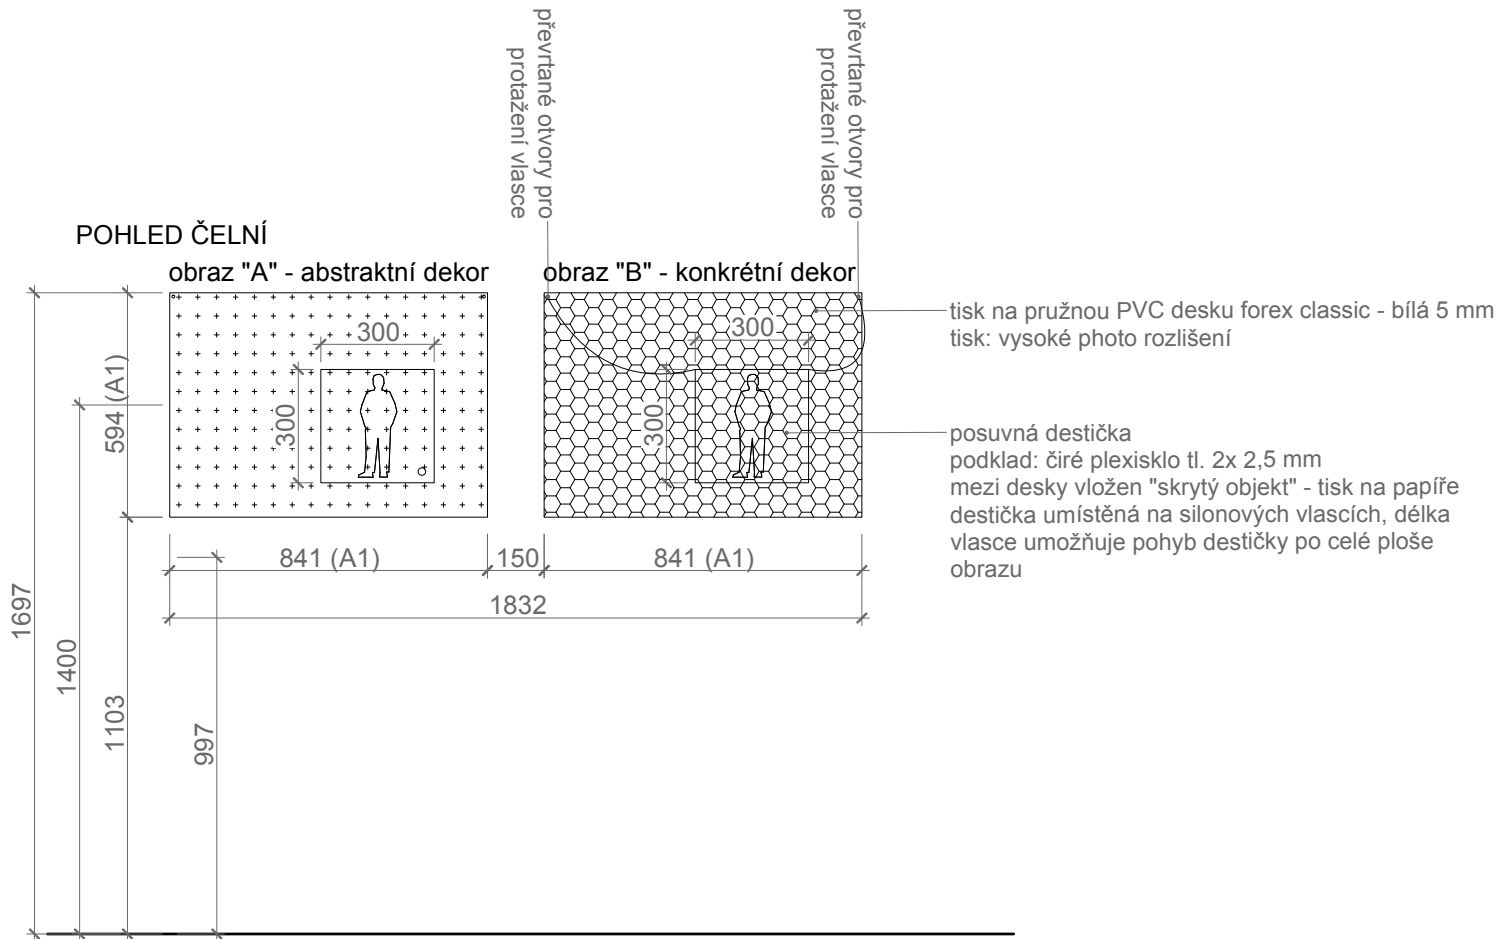 převrtané otvory pro
protažení vlasce
převrtané otvory pro
protažení vlasce
POHLED ČELNÍ
obraz "A" - abstraktní dekor
obraz "B" - konkrétní dekor
300
300
594 (A1)
300
300
tisk na pružnou PVC desku forex classic - bílá 5 mm
tisk: vysoké photo rozlišení
posuvná destička
podklad: čiré plexisklo tl. 2x 2,5 mm
mezi desky vložen "skrytý objekt" - tisk na papíře
destička umístěná na silonových vlascích, délka
vlasce umožňuje pohyb destičky po celé ploše
obrazu
841 (A1)
150
841 (A1)
1832
1697
1400
1103
997